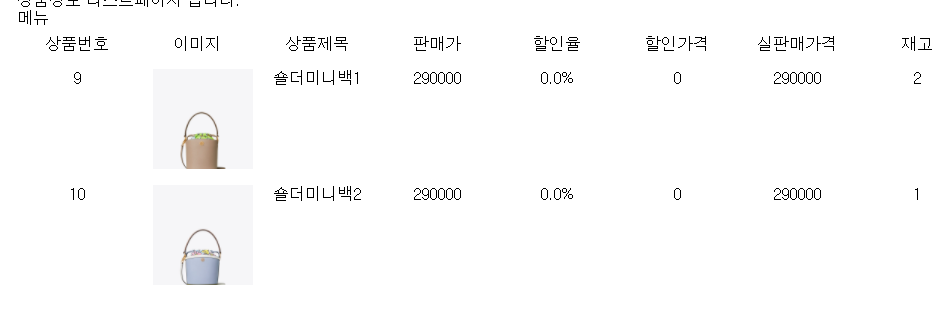 메뉴
상품번호 이미지 상품제목 판매가 할인율 할인가격 실판매가격 재고
9 숄더미니백1 290000 0.0% 0 290000 2
10 숄더미니백2 290000 0.0% 0 290000 1